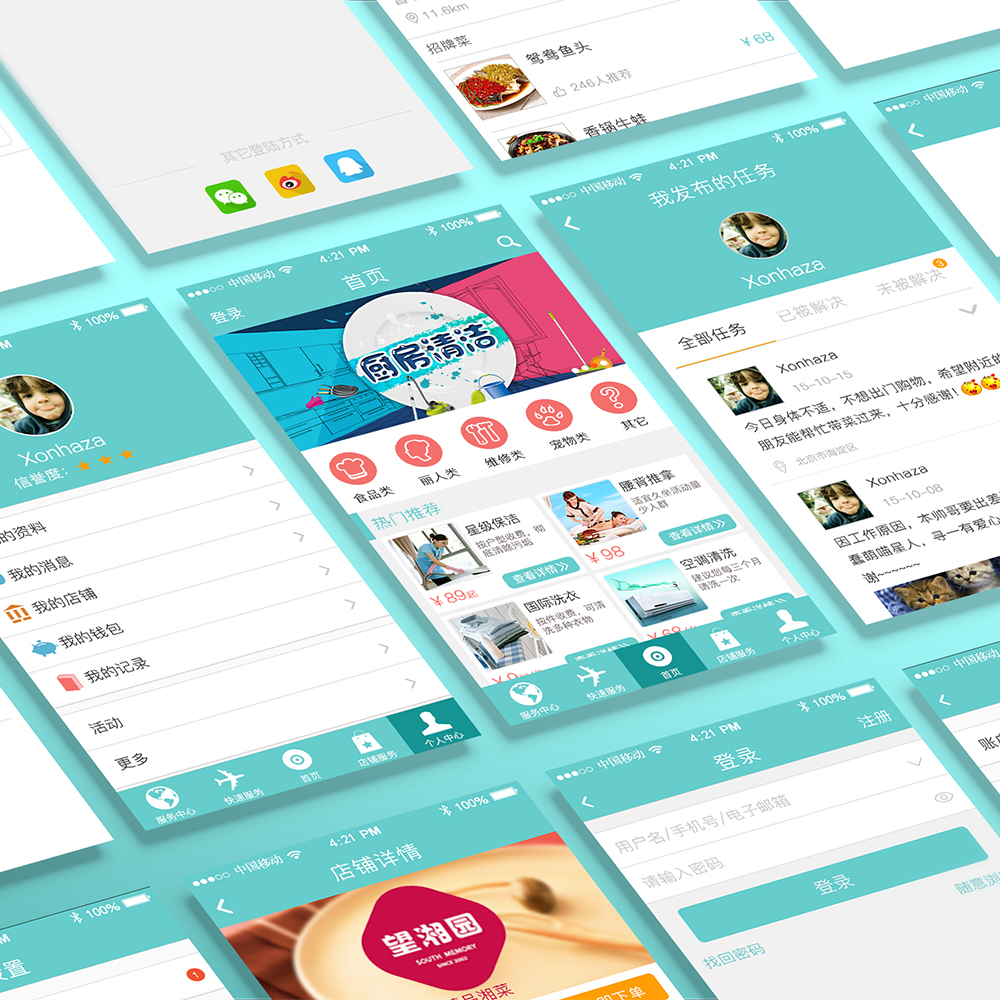 11.6km
招牌菜
鸳鸯鱼头
¥68
246人推荐
香锅牛蛙
其它登陆方式
中国移动
4:21 PM
100%
登录
首页
厨房清洁
食品类
丽人类
维修类
宠物类
其它
热门推荐
星级保洁
按户型收费，彻
底清除污垢
查看详情
¥89起
腰背推拿
适宜久坐活动量
少人群
¥98
查看详情
国际洗衣
按件收费，可清
洗多种衣物
空调清洗
建议您每三个月
请洗一次
¥68起
服务中心
快速服务
首页
店铺服务
个人中心
中国移动
4:21 PM
100%
我发布的任务
Xonhaza
全部任务
已被解决
未被解决
3
Xonhaza
15-10-15
今日身体不适，不想出门购物，希望附近的
朋友能帮忙带菜过来，十分感谢！
北京市海淀区
Xonhaza
15-10-08
因工作原因，本帅哥要出差
蠢萌喵星人，寻一有爱心
谢~~~~~~
中国移动
100%
Xonhaza
信誉度：
的资料
我的消息
我的店铺
我的钱包
我的记录
活动
更多
服务中心
快速服务
首页
店铺服务
个人中心
中国移动
4:21 PM
100%
店铺详情
望湘园
SOUTH MEMORY
SINCE 2002
中国移动
4:21 PM
100%
登录
注册
用户名/手机号/电子邮箱
请输入密码
登录
找回密码
随意浏
中国移动
账
100%
置
1